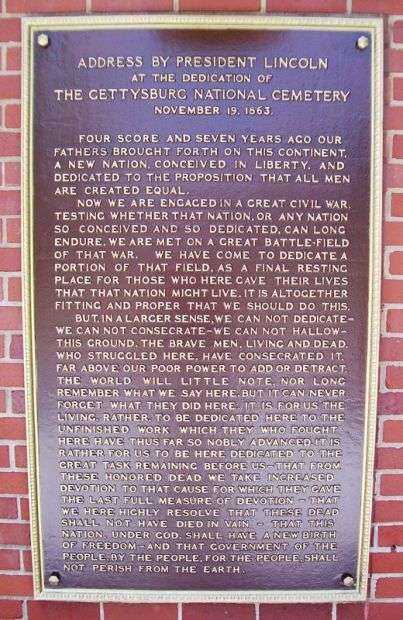 ADDRESS BY PRESIDENT LINCOLN
AT THE DEDICATION OF
THE GETTYSBURG NATIONAL CEMETERY
NOVEMBER 19, 1863.
FOUR SCORE AND SEVEN YEARS AGO OUR
FATHERS BROUGHT FORTH ON THIS CONTINENT,
A NEW NATION, CONCEIVED IN LIBERTY, AND
DEDICATED TO THE PROPOSITION THAT ALL MEN
ARE CREATED EQUAL.
NOW WE ARE ENGAGED IN A GREAT CIVIL WAR,
TESTING WHETHER THAT NATION, OR ANY NATION
SO CONCEIVED AND SO DEDICATED, CAN LONG
ENDURE. WE ARE MET ON A GREAT BATTLE-FIELD
OF THAT WAR. WE HAVE COME TO DEDICATE A
PORTION OF THAT FIELD, AS A FINAL RESTING
PLACE FOR THOSE WHO HERE GAVE THEIR LIVES
THAT THAT NATION MIGHT LIVE. IT IS ALTOGETHER
FITTING AND PROPER THAT WE SHOULD DO THIS.
BUT, IN A LARGER SENSE, WE CAN NOT DEDICATE-
WE CAN NOT CONSECRATE-WE CAN NOT HALLOW-
THIS GROUND. THE BRAVE MEN, LIVING AND DEAD,
WHO STRUGGLED HERE, HAVE CONSECRATED IT,
FAR ABOVE OUR POOR POWER TO ADD OR DETRACT.
THE WORLD WILL LITTLE NOTE, NOR LONG
REMEMBER WHAT WE SAY HERE, BUT IT CAN NEVER
FORGET WHAT THEY DID HERE. IT IS FOR US THE
LIVING, RATHER, TO BE DEDICATED HERE TO THE
UNFINISHED WORK WHICH THEY WHO FOUGHT
HERE HAVE THUS FAR SO NOBLY ADVANCED. IT IS
RATHER FOR US TO BE HERE DEDICATED TO THE
GREAT TASK REMAINING BEFORE US-THAT FROM
THESE HONORED DEAD WE TAKE INCREASED
DEVOTION TO THAT CAUSE FOR WHICH THEY GAVE
THE LAST FULL MEASURE OF DEVOTION - THAT
WE HERE HIGHLY RESOLVE THAT THESE DEAD
SHALL NOT HAVE DIED IN VAIN - THAT THIS
NATION, UNDER GOD, SHALL HAVE A NEW BIRTH
OF FREEDOM-AND THAT GOVERNMENT OF THE
PEOPLE, BY THE PEOPLE, FOR THE PEOPLE, SHALL
NOT PERISH FROM THE EARTH.